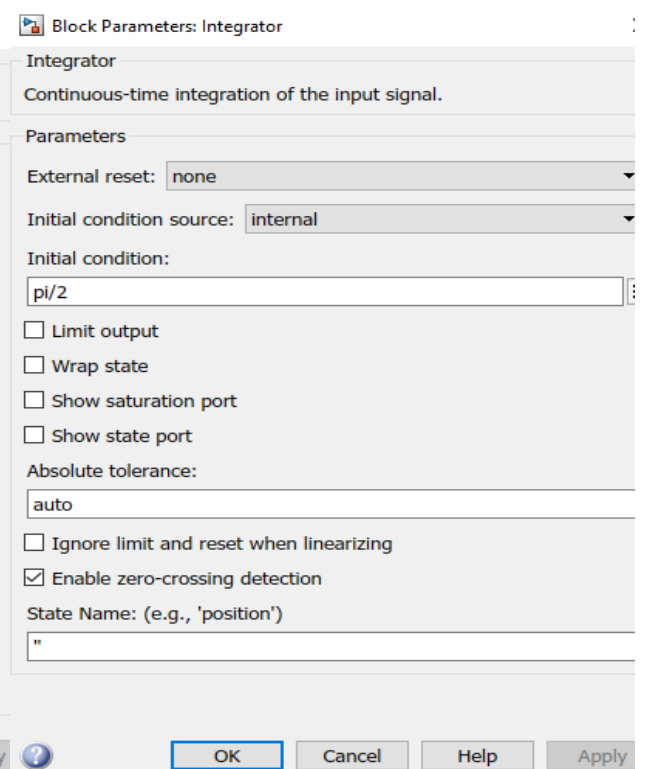 Block Parameters: Integrator
Integrator
Continuous-time integration of the input signal.
Parameters
External reset: none
Initial condition source: internal
Initial condition:
pi/2
Limit output
Wrap state
Show saturation port
Show state port
Absolute tolerance:
auto
Ignore limit and reset when linearizing
Enable zero-crossing detection
State Name: (e.g., 'position')
''
OK Cancel Help Apply